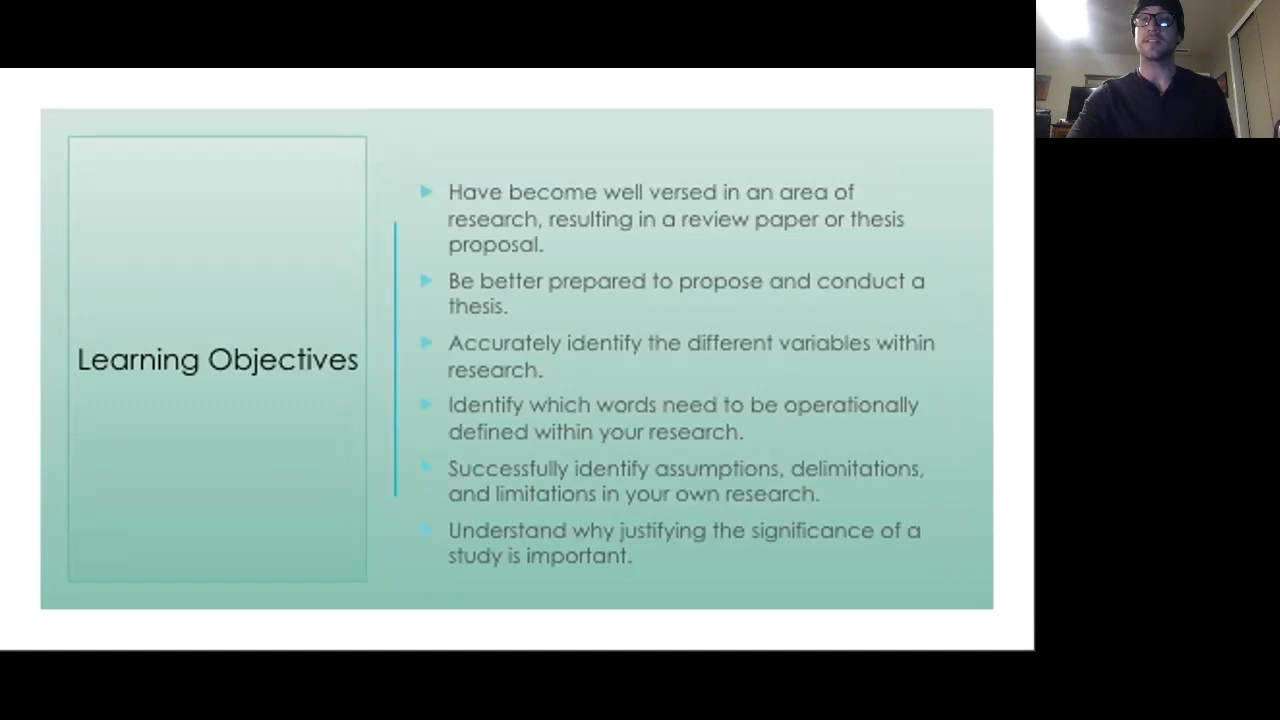 Learning Objectives
Have become well versed in an area of
research, resulting in a review paper or thesis
proposal.
Be better prepared to propose and conduct a
thesis.
Accurately identify the different variables within
research.
Identify which words need to be operationally
defined within your research.
Successfully identify assumptions, delimitations,
and limitations in your own research.
Understand why justifying the significance of a
study is important.